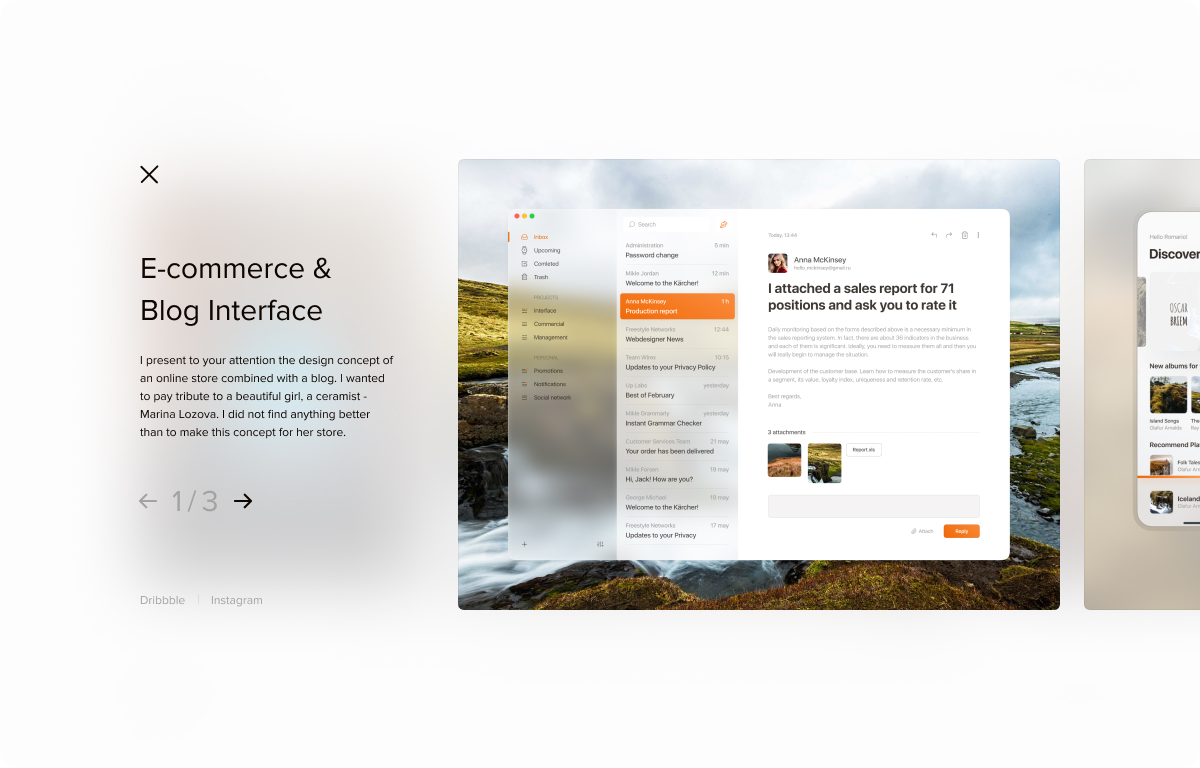 E-commerce &
Blog Interface
I present to your attention the design concept of
an online store combined with a blog. I wanted
to pay tribute to a beautiful girl, a ceramist -
Marina Lozova. I did not find anything better
than to make this concept for her store.
1/3
Dribbble
Instagram
Inbox
Upcoming
Comleted
Trash
PROJECTS
Interface
Commercial
Management
PERSONAL
Promotions
Notifications
Social network
Search
Administration 5 min
Password change
Mikle Jordan 12 min
Welcome to the Kärcher!
Anna McKinsey 1 h
Production report
Freestyle Networks 12:44
Webdesigner News
Team Wirex 10:15
Updates to your Privacy Policy
Up Labs yesterday
Best of February
Mikle Grammarly yesterday
Instant Grammar Checker
Customer Services Team 21 may
Your order has been delivered
Mikle Fersen 19 may
Hi, Jack! How are you?
George Michael 19 may
Welcome to the Kärcher!
Freestyle Networks 17 may
Updates to your Privacy
Today, 13:44
Anna McKinsey
hello_mckinsey@gmail.ru
I attached a sales report for 71
positions and ask you to rate it
Daily monitoring based on the forms described above is a necessary minimum in
the sales reporting system. In fact, there are about 36 indicators in the business
and each of them is significant. Ideally, you need to measure them all and then you
will really begin to manage the situation.
Development of the customer base. Learn how to measure the customer's share in
a segment, its value, loyalty index, uniqueness and retention rate, etc.
Best regards,
Anna
3 attachments
Report.xls
Attach
Reply
Hello Romario!
Discover
OSCAR
BRIEM
New albums for
Island Songs
Olafur Arnalds
The
Ray
Recommend Pla
Folk Tales
Olafur Arn
Iceland
Olafur Arn